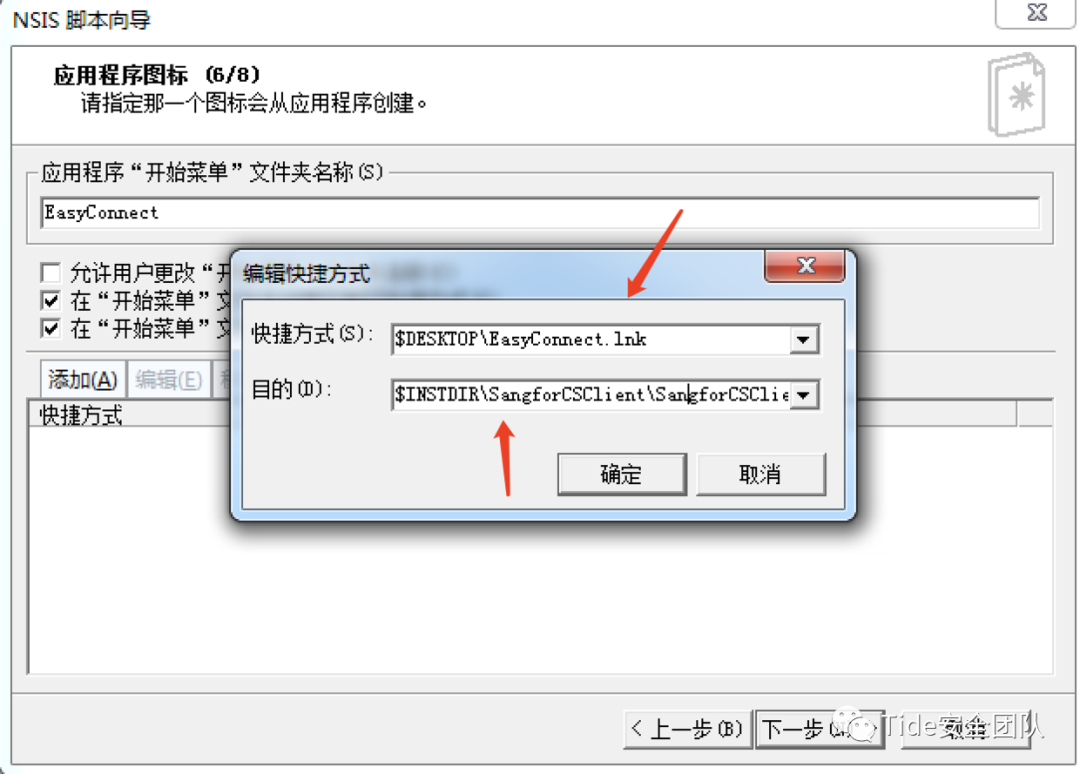 NSIS 脚本向导
应用程序图标 (6/8)
请指定那一个图标会从应用程序创建。
应用程序“开始菜单”文件夹名称(S)
EasyConnect
允许用户更改“开
在“开始菜单”文
在“开始菜单”文
编辑快捷方式
快捷方式(S):
$DESKTOP\EasyConnect.lnk
目的(D):
$INSTDIR\SangforCSClient\SangforCSClie
确定
取消
添加(A)
编辑(E)
快捷方式
< 上一步(B)
下一步
取消
Tide安全团队